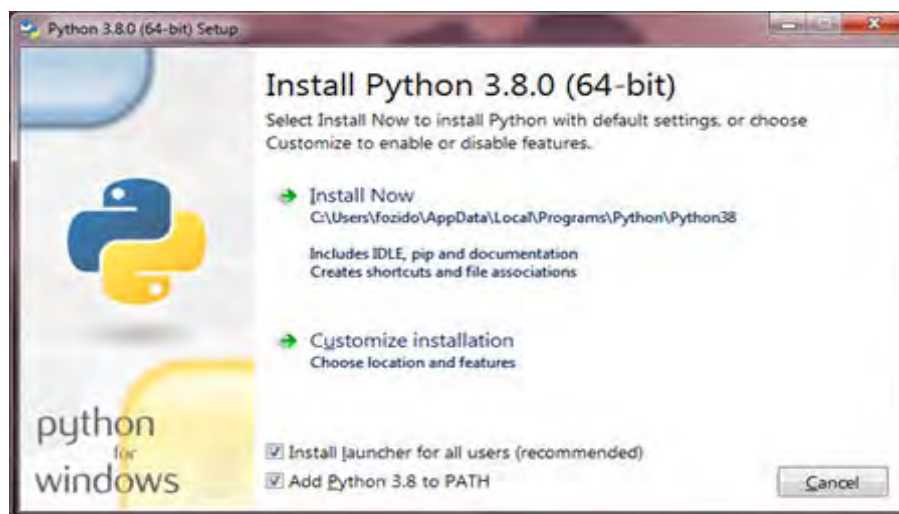 Python 3.8.0 (64-bit) Setup
Install Python 3.8.0 (64-bit)
Select Install Now to install Python with default settings, or choose
Customize to enable or disable features.
Install Now
C:\Users\fozido\AppData\Local\Programs\Python\Python38
Includes IDLE, pip and documentation
Creates shortcuts and file associations
Customize installation
Choose location and features
python
for
windows
Install launcher for all users (recommended)
Add Python 3.8 to PATH
Cancel